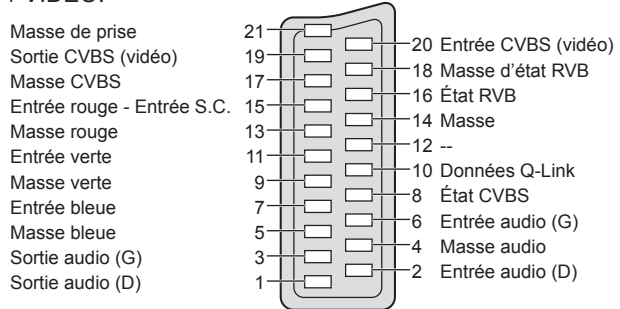 Masse de prise 21
Sortie CVBS (vidéo) 19
Masse CVBS 17
Entrée rouge - Entrée S.C. 15
Masse rouge 13
Entrée verte 11
Masse verte 9
Entrée bleue 7
Masse bleue 5
Sortie audio (G) 3
Sortie audio (D) 1
20 Entrée CVBS (vidéo)
18 Masse d'état RVB
16 État RVB
14 Masse
12 --
10 Données Q-Link
8 État CVBS
6 Entrée audio (G)
4 Masse audio
2 Entrée audio (D)